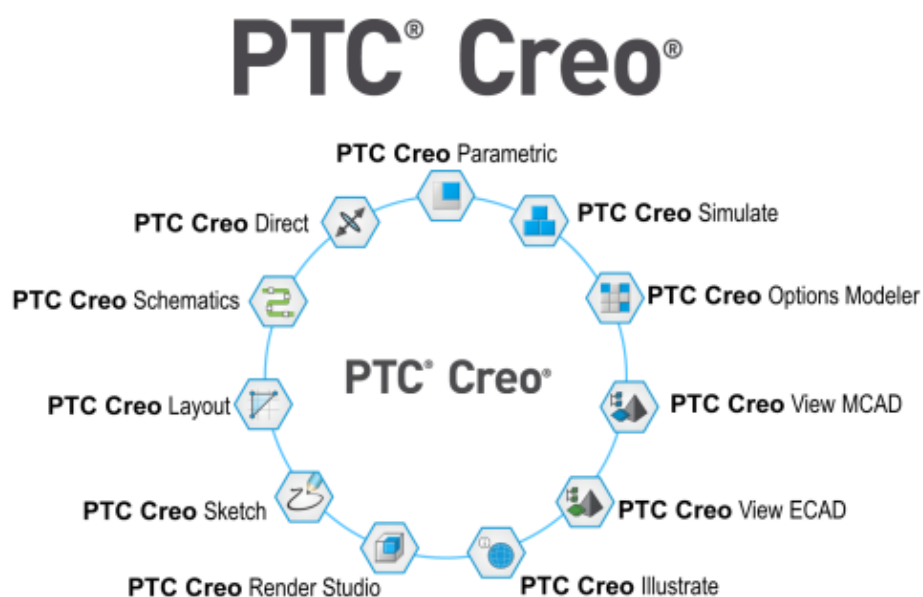 PTC® Creo®
PTC Creo Parametric
PTC Creo Direct
PTC Creo Simulate
PTC Creo Schematics
PTC Creo Options Modeler
PTC® Creo®
PTC Creo Layout
PTC Creo View MCAD
PTC Creo Sketch
PTC Creo View ECAD
PTC Creo Render Studio
PTC Creo Illustrate